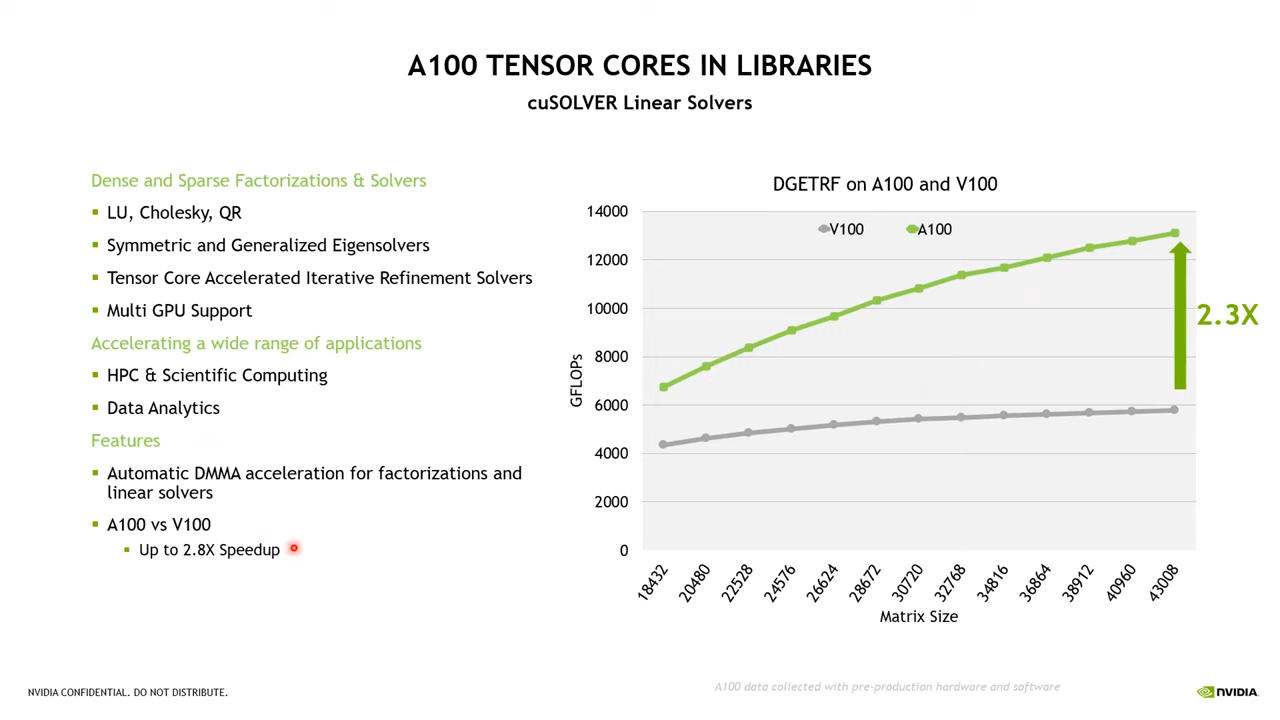 A100 TENSOR CORES IN LIBRARIES
cuSOLVER Linear Solvers
Dense and Sparse Factorizations & Solvers
LU, Cholesky, QR
Symmetric and Generalized Eigensolvers
Tensor Core Accelerated Iterative Refinement Solvers
Multi GPU Support
Accelerating a wide range of applications
HPC & Scientific Computing
Data Analytics
Features
Automatic DMMA acceleration for factorizations and
linear solvers
A100 vs V100
Up to 2.8X Speedup
DGETRF on A100 and V100
V100
A100
14000
12000
10000
8000
6000
4000
2000
0
GFLOPs
2.3X
18432
20480
22528
24576
26624
28672
30720
32768
34816
36864
38912
40960
43008
Matrix Size
NVIDIA CONFIDENTIAL. DO NOT DISTRIBUTE.
A100 data collected with pre-production hardware and software
NVIDIA.